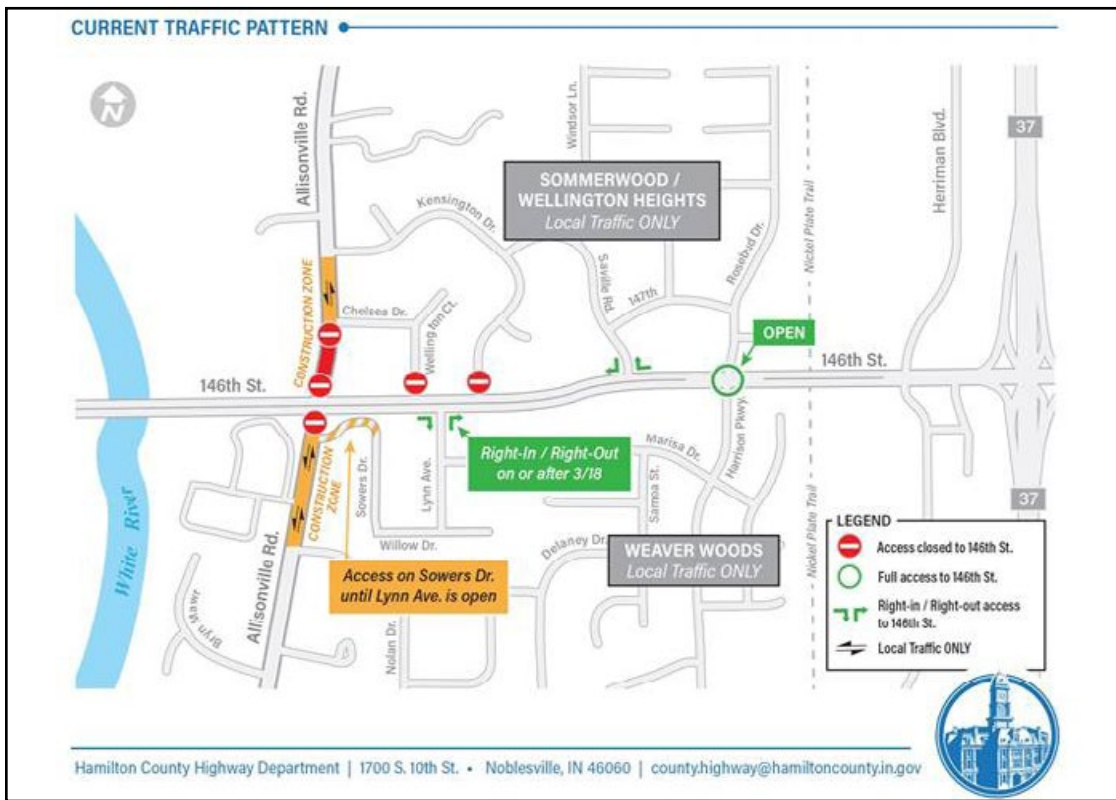 CURRENT TRAFFIC PATTERN
N
Allisonville Rd.
Windsor Ln.
37
Herriman Blvd.
SOMMERWOOD /
WELLINGTON HEIGHTS
Local Traffic ONLY
Kensington Dr.
Nickel Plate Trail
Rosebud Dr.
Saville Rd.
147th
CONSTRUCTION ZONE
Chelsea Dr.
Wellington Ct.
OPEN
146th St.
146th St.
Right-In / Right-Out
on or after 3/18
Marisa Dr.
Harrison Pkwy.
CONSTRUCTION
ZONE
Sowers Dr.
Lynn Ave.
Samoa St.
White River
37
Willow Dr.
Delaney Dr.
WEAVER WOODS
Local Traffic ONLY
Nickel Plate Trail
Allisonville Rd.
Access on Sowers Dr.
until Lynn Ave. is open
Bryn Mawr
Nolan Dr.
LEGEND
Access closed to 146th St.
Full access to 146th St.
Right-in / Right-out access
to 146th St.
Local Traffic ONLY
Hamilton County Highway Department | 1700 S. 10th St. • Noblesville, IN 46060 | county.highway@hamiltoncounty.in.gov